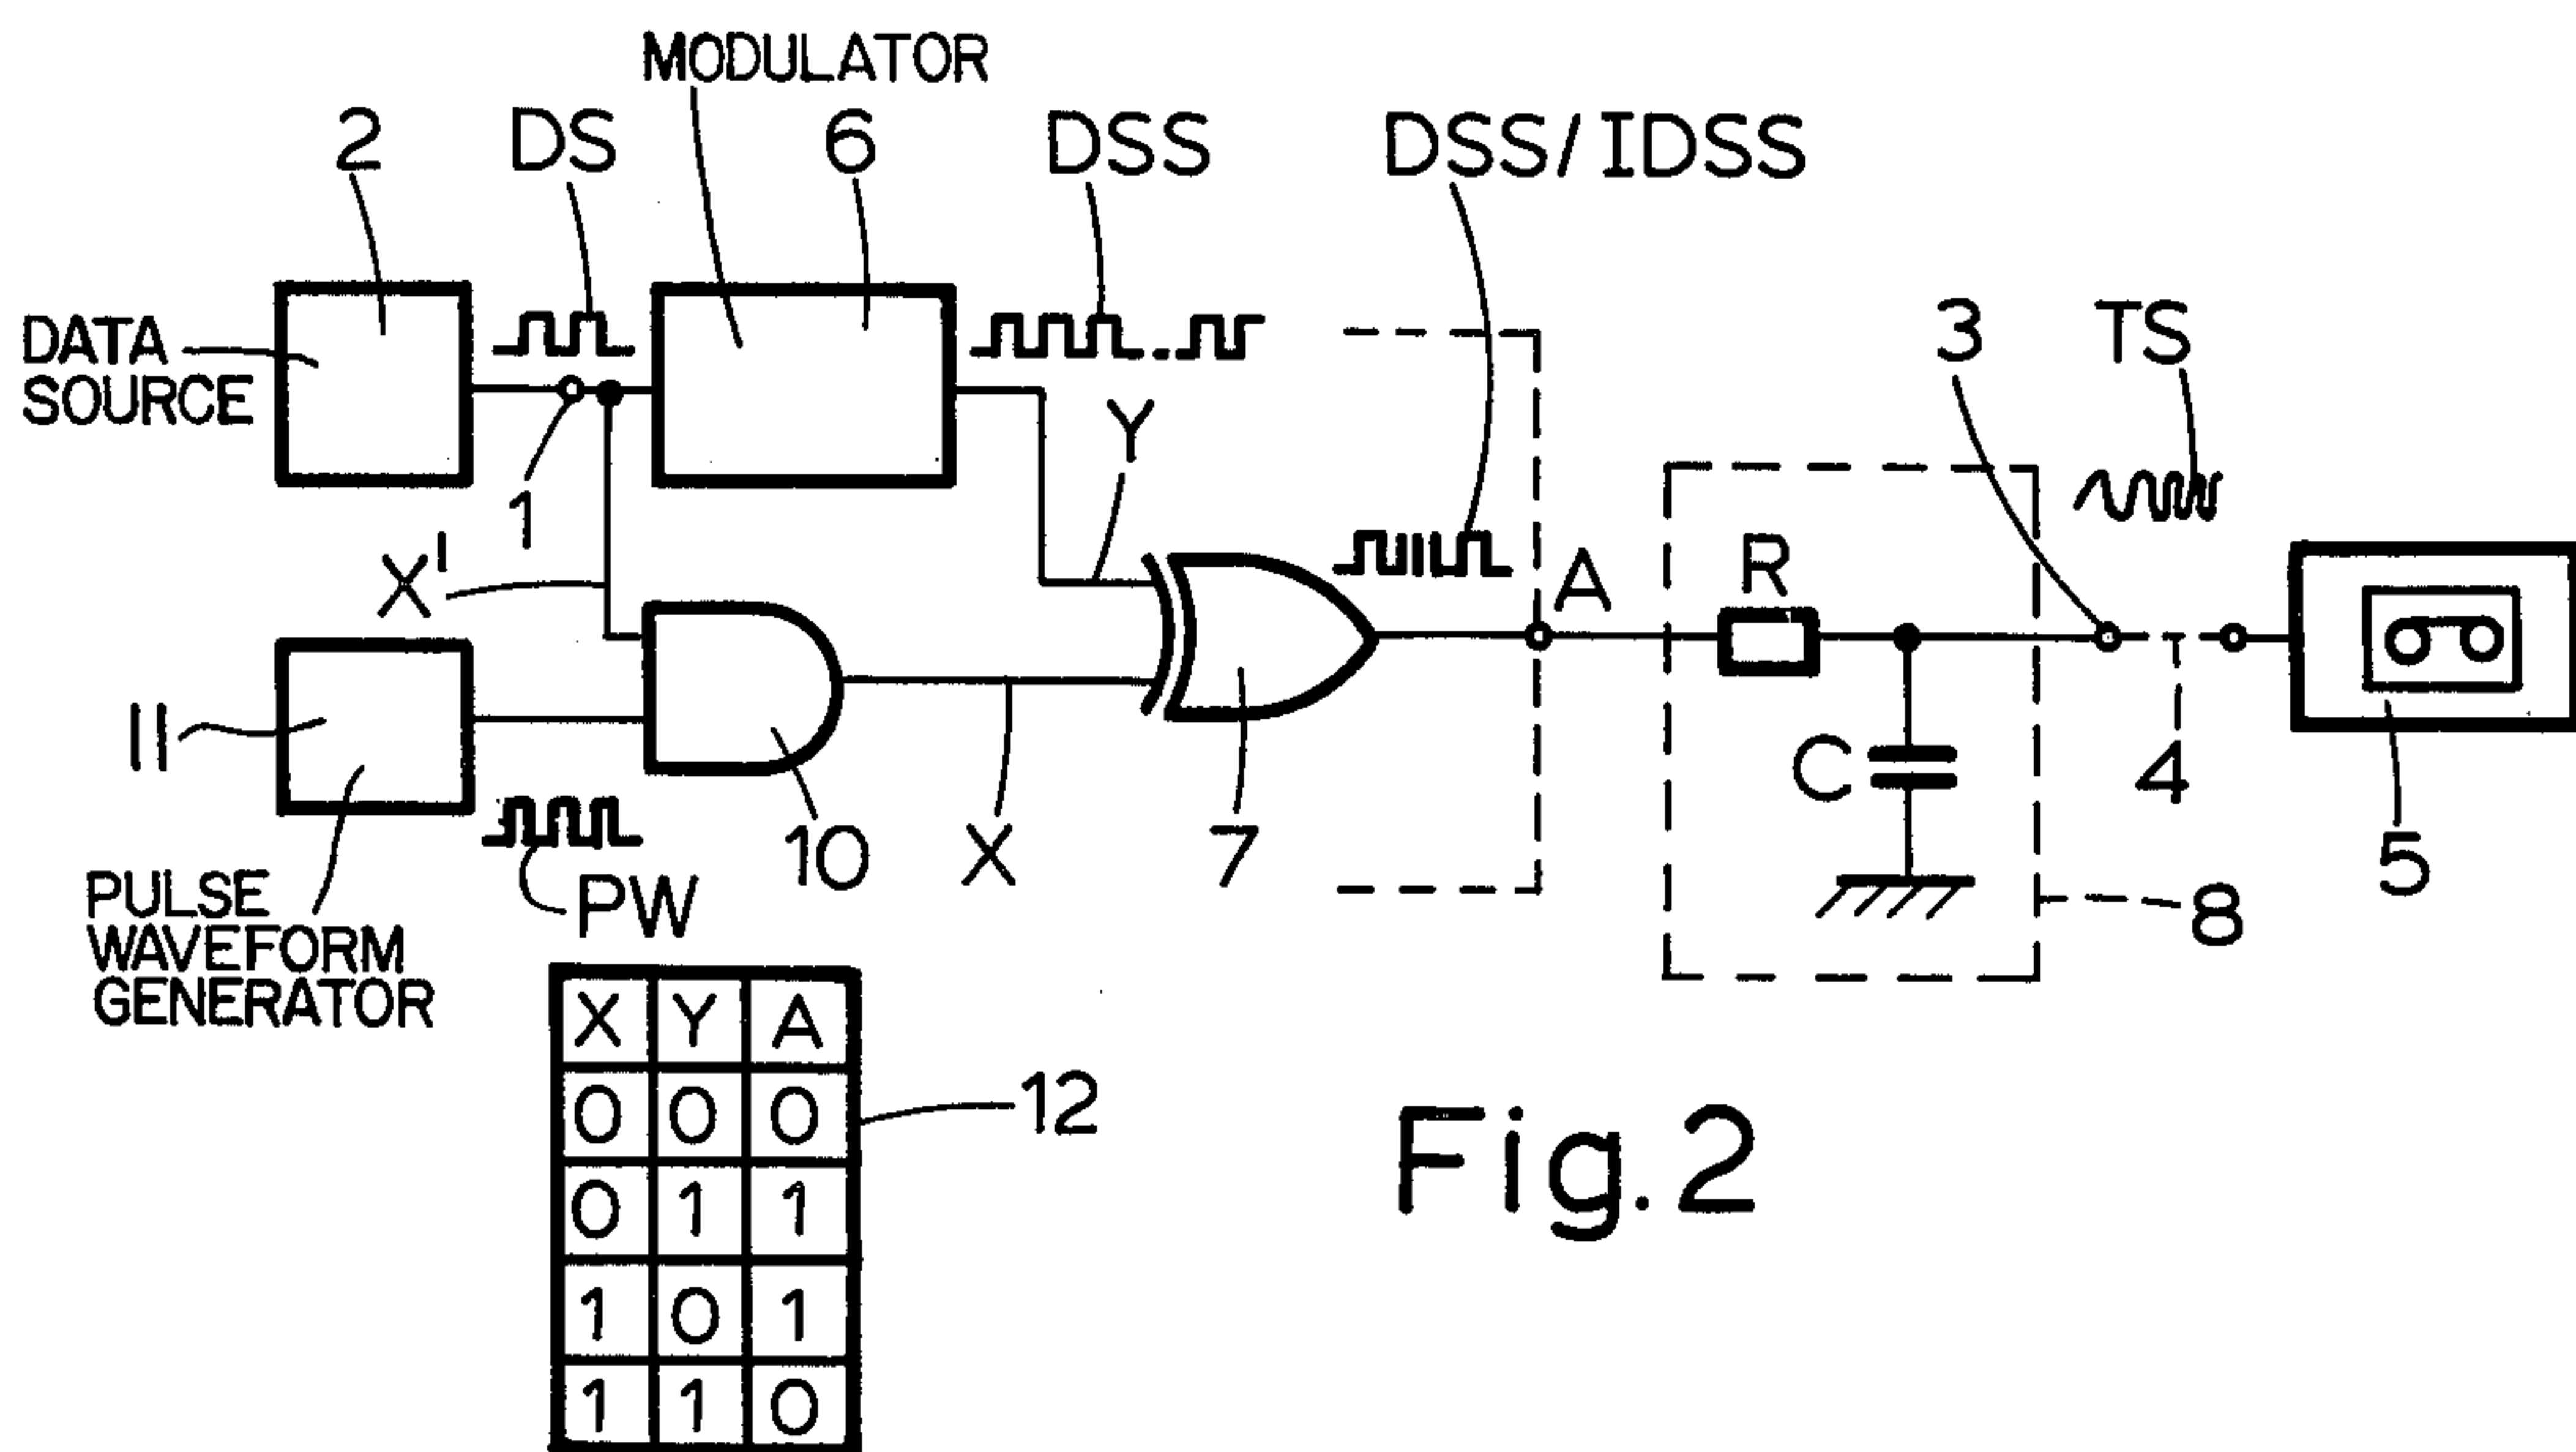 MODULATOR
2
DS
6
DSS
DSS/IDSS
3
TS
DATA
SOURCE
1
Y
X'
A
R
11
10
X
7
C
4
5
8
PW
PULSE
WAVEFORM
GENERATOR
X Y A
0 0 0
0 1 1
1 0 1
1 1 0
12
Fig.2